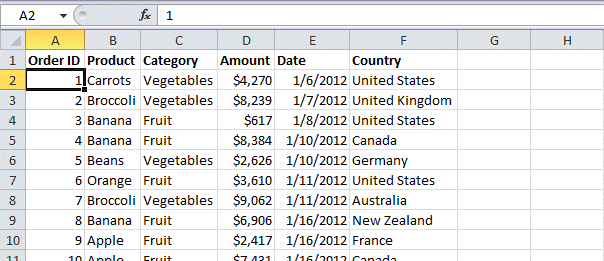 A2 fx 1
A B C D E F G H
1 Order ID Product Category Amount Date Country
2 1 Carrots Vegetables $4,270 1/6/2012 United States
3 2 Broccoli Vegetables $8,239 1/7/2012 United Kingdom
4 3 Banana Fruit $617 1/8/2012 United States
5 4 Banana Fruit $8,384 1/10/2012 Canada
6 5 Beans Vegetables $2,626 1/10/2012 Germany
7 6 Orange Fruit $3,610 1/11/2012 United States
8 7 Broccoli Vegetables $9,062 1/11/2012 Australia
9 8 Banana Fruit $6,906 1/16/2012 New Zealand
10 9 Apple Fruit $2,417 1/16/2012 France
11 10 Apple Fruit $7,431 1/16/2012 Canada